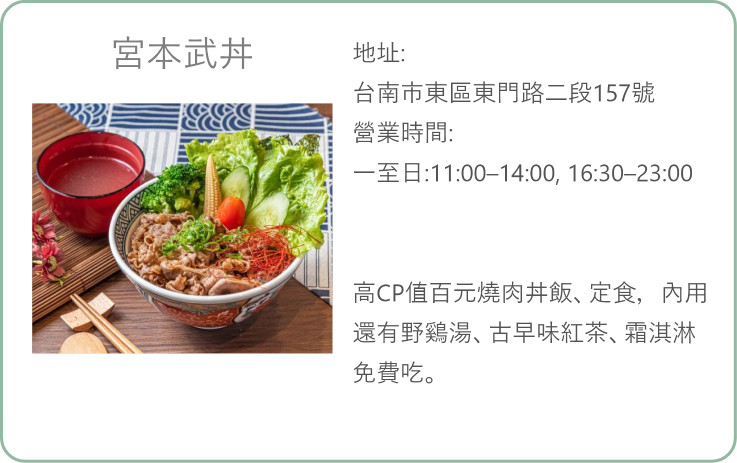 宮本武丼
地址:
台南市東區東門路二段157號
營業時間:
一至日:11:00–14:00, 16:30–23:00
高CP值百元燒肉丼飯、定食，內用
還有野鷄湯、古早味紅茶、霜淇淋
免費吃。